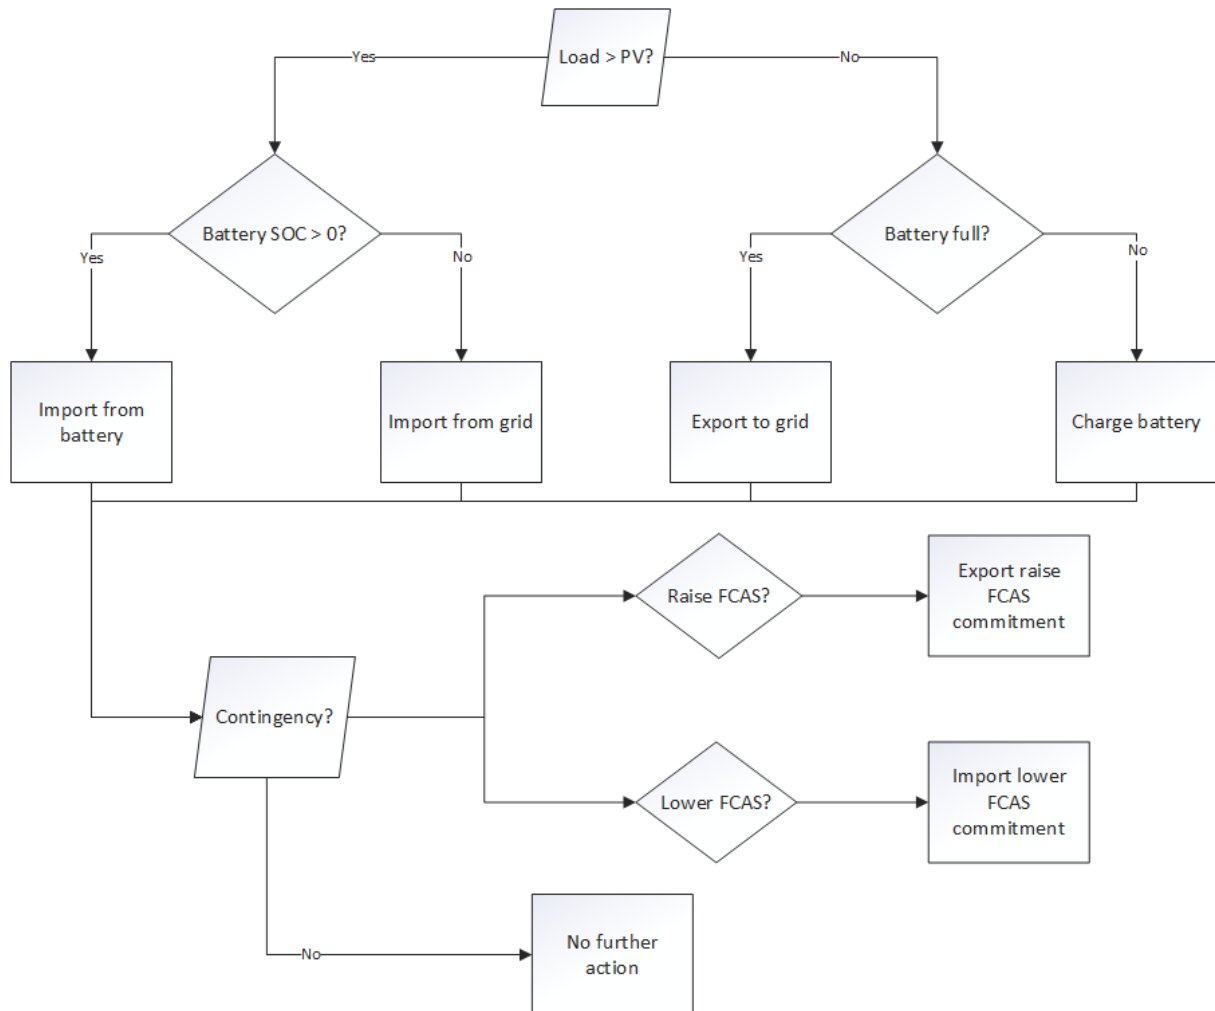 Load > PV?
Yes
No
Battery SOC > 0?
Battery full?
Yes
No
Yes
No
Import from
battery
Import from grid
Export to grid
Charge battery
Raise FCAS?
Export raise
FCAS
commitment
Contingency?
Lower FCAS?
Import lower
FCAS
commitment
No
No further
action